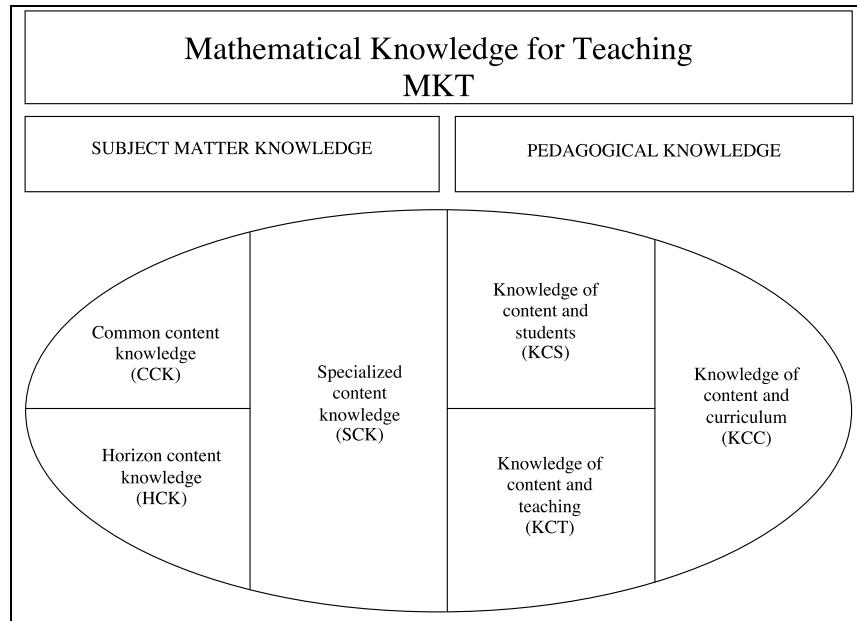 Mathematical Knowledge for Teaching
MKT
SUBJECT MATTER KNOWLEDGE
PEDAGOGICAL KNOWLEDGE
Common content
knowledge
(CCK)
Horizon content
knowledge
(HCK)
Specialized
content
knowledge
(SCK)
Knowledge of
content and
students
(KCS)
Knowledge of
content and
teaching
(KCT)
Knowledge of
content and
curriculum
(KCC)